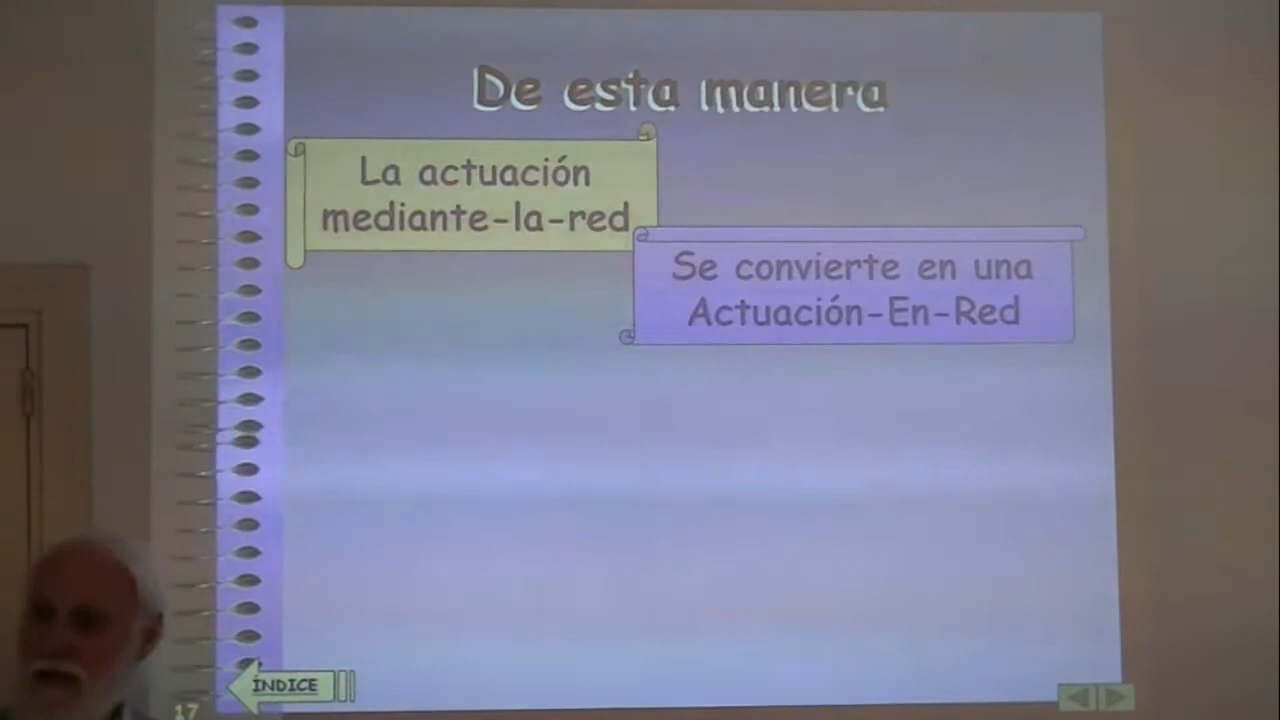 De esta manera
La actuación
mediante-la-red
Se convierte en una
Actuación-En-Red
ÍNDICE
17